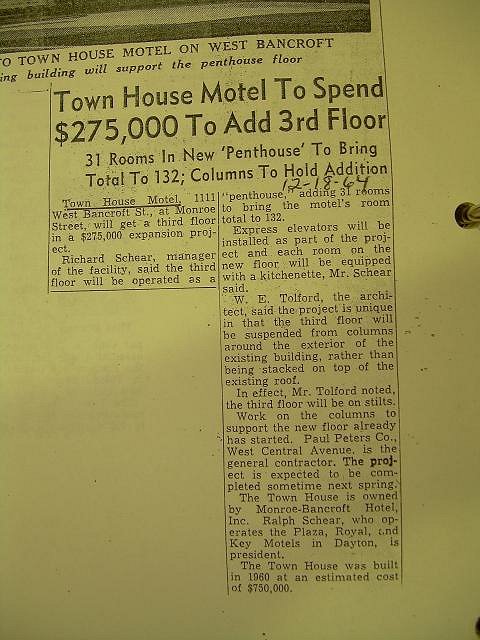 TO TOWN HOUSE MOTEL ON WEST BANCROFT
ing building will support the penthouse floor
Town House Motel To Spend
$275,000 To Add 3rd Floor
31 Rooms In New 'Penthouse' To Bring
Total To 132; Columns To Hold Addition
12-18-64
Town House Motel, 1111
West Bancroft St., at Monroe
Street, will get a third floor
in a $275,000 expansion proj-
ect.
Richard Schear, manager
of the facility, said the third
floor will be operated as a
"penthouse," adding 31 rooms
to bring the motel's room
total to 132.
Express elevators will be
installed as part of the proj-
ect and each room on the
new floor will be equipped
with a kitchenette, Mr. Schear
said.
W. E. Tolford, the archi-
tect, said the project is unique
in that the third floor will
be suspended from columns
around the exterior of the
existing building, rather than
being stacked on top of the
existing roof.
In effect, Mr. Tolford noted,
the third floor will be on stilts.
Work on the columns to
support the new floor already
has started. Paul Peters Co.,
West Central Avenue, is the
general contractor. The proj-
ect is expected to be com-
pleted sometime next spring.
The Town House is owned
by Monroe-Bancroft Hotel,
Inc. Ralph Schear, who op-
erates the Plaza, Royal, and
Key Motels in Dayton, is
president.
The Town House was built
in 1960 at an estimated cost
of $750,000.